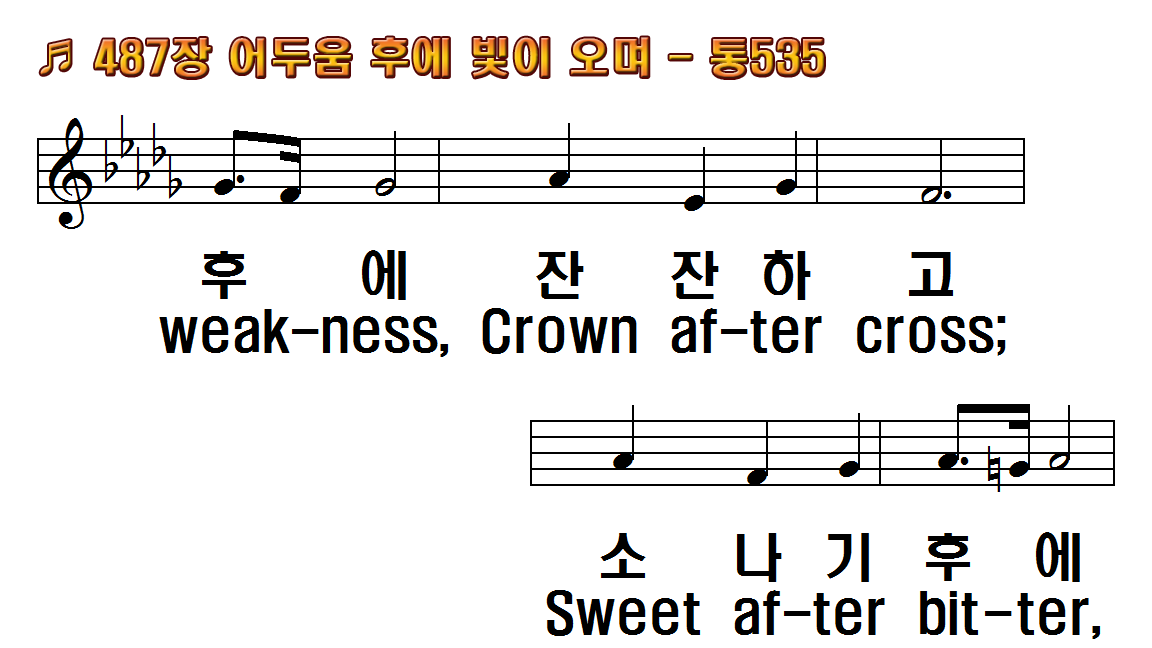 ♬ 487장 어두움 후에 빛이 오며 - 통535
후 에 잔 잔 하 고
weak-ness, Crown af-ter cross;
소 나 기 후 에
Sweet af-ter bit-ter,